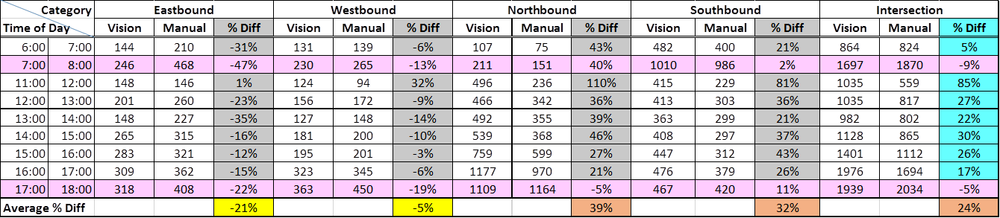 Category Eastbound Westbound Northbound Southbound Intersection
Time of Day Vision Manual % Diff Vision Manual % Diff Vision Manual % Diff Vision Manual % Diff Vision Manual % Diff
6:00 7:00 144 210 -31% 131 139 -6% 107 75 43% 482 400 21% 864 824 5%
7:00 8:00 246 468 -47% 230 265 -13% 211 151 40% 1010 986 2% 1697 1870 -9%
11:00 12:00 148 146 1% 124 94 32% 496 236 110% 415 229 81% 1035 559 85%
12:00 13:00 201 260 -23% 156 172 -9% 466 342 36% 413 303 36% 1035 817 27%
13:00 14:00 148 227 -35% 127 148 -14% 492 355 39% 363 299 21% 982 802 22%
14:00 15:00 265 315 -16% 181 200 -10% 539 368 46% 408 297 37% 1128 865 30%
15:00 16:00 283 321 -12% 195 201 -3% 759 599 27% 447 312 43% 1401 1112 26%
16:00 17:00 309 362 -15% 323 345 -6% 1177 970 21% 476 379 26% 1976 1694 17%
17:00 18:00 318 408 -22% 363 450 -19% 1109 1164 -5% 467 420 11% 1939 2034 -5%
Average % Diff -21% -5% 39% 32% 24%